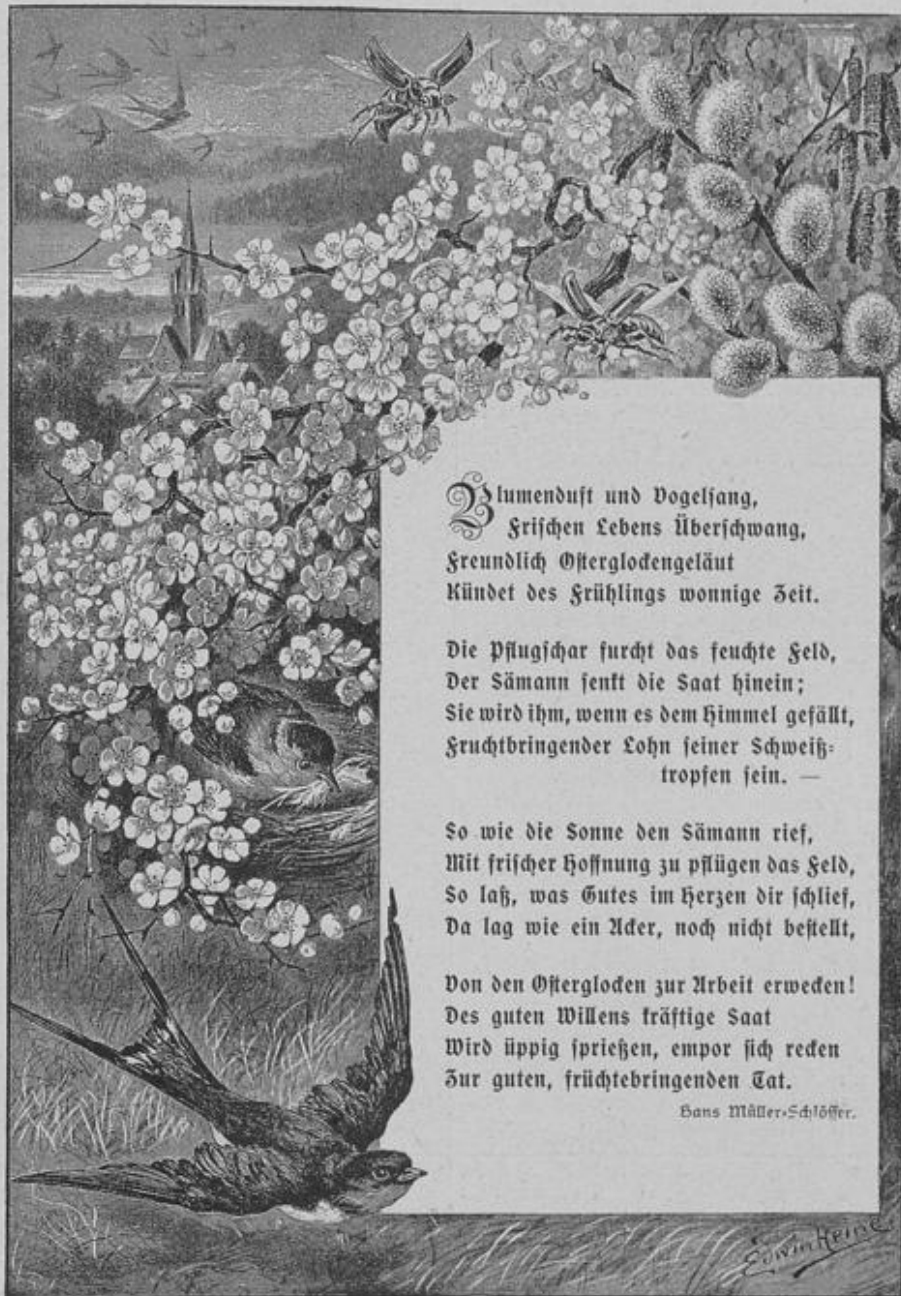 Blumenduft und Vogelsang,
Frischen Lebens Überschwang,
Freundlich Osterglockengeläut
Kündet des Frühlings wonnige Zeit.

Die Pflugschar furcht das feuchte Feld,
Der Sämann senkt die Saat hinein;
Sie wird ihm, wenn es dem Himmel gefällt,
Fruchtbringender Lohn seiner Schweiß-
tropfen sein. —

So wie die Sonne den Sämann rief,
Mit frischer Hoffnung zu pflügen das Feld,
So laß, was Gutes im Herzen dir schlief,
Da lag wie ein Acker, noch nicht bestellt,

Von den Osterglocken zur Arbeit erwecken!
Des guten Willens kräftige Saat
Wird üppig sprießen, empor sich recken
Zur guten, früchtebringenden Tat.
Hans Müller-Schlösser.
Edwin Heine